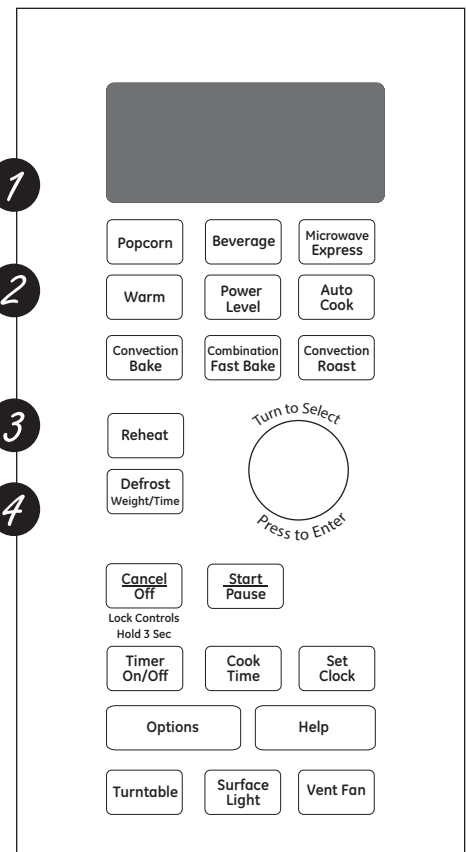 1
Popcorn
Beverage
Microwave
Express
2
Warm
Power
Level
Auto
Cook
Convection
Bake
Combination
Fast Bake
Convection
Roast
3
Reheat
Turn to Select
4
Defrost
Weight/Time
Press to Enter
Cancel
Off
Start
Pause
Lock Controls
Hold 3 Sec
Timer
On/Off
Cook
Time
Set
Clock
Options
Help
Turntable
Surface
Light
Vent Fan